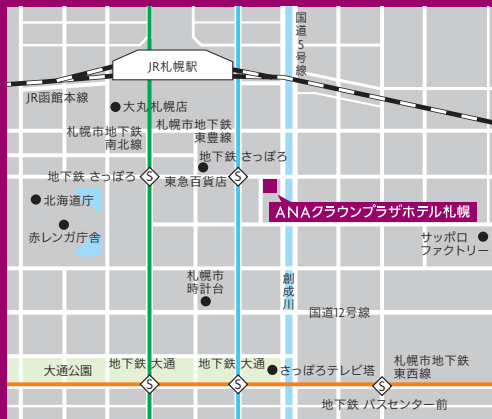 国道5号線
JR札幌駅
JR函館本線
大丸札幌店
札幌市地下鉄
南北線
札幌市地下鉄
東豊線
地下鉄 さっぽろ
地下鉄 さっぽろ
S
S
東急百貨店
北海道庁
ANAクラウンプラザホテル札幌
赤レンガ庁舎
サッポロ
ファクトリー
札幌市
時計台
創成川
国道12号線
大通公園
地下鉄 大通
地下鉄 大通
さっぽろテレビ塔
札幌市地下鉄
東西線
S
S
S
地下鉄 バスセンター前